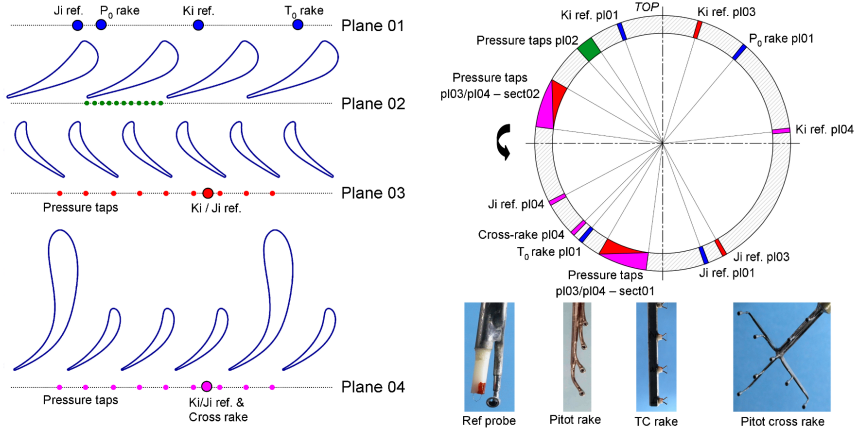 Ji ref.
P0 rake
Ki ref.
T0 rake
Plane 01
Plane 02
Plane 03
Pressure taps
Ki / Ji ref.
Plane 04
Pressure taps
Ki/Ji ref. &
Cross rake
TOP
Ki ref. pl01
Ki ref. pl03
Pressure taps pl02
P0 rake pl01
Pressure taps
pl03/pl04 – sect02
Ki ref. pl04
Ji ref. pl04
Cross-rake pl04
T0 rake pl01
Pressure taps
pl03/pl04 – sect01
Ji ref. pl03
Ji ref. pl01
Ref probe
Pitot rake
TC rake
Pitot cross rake